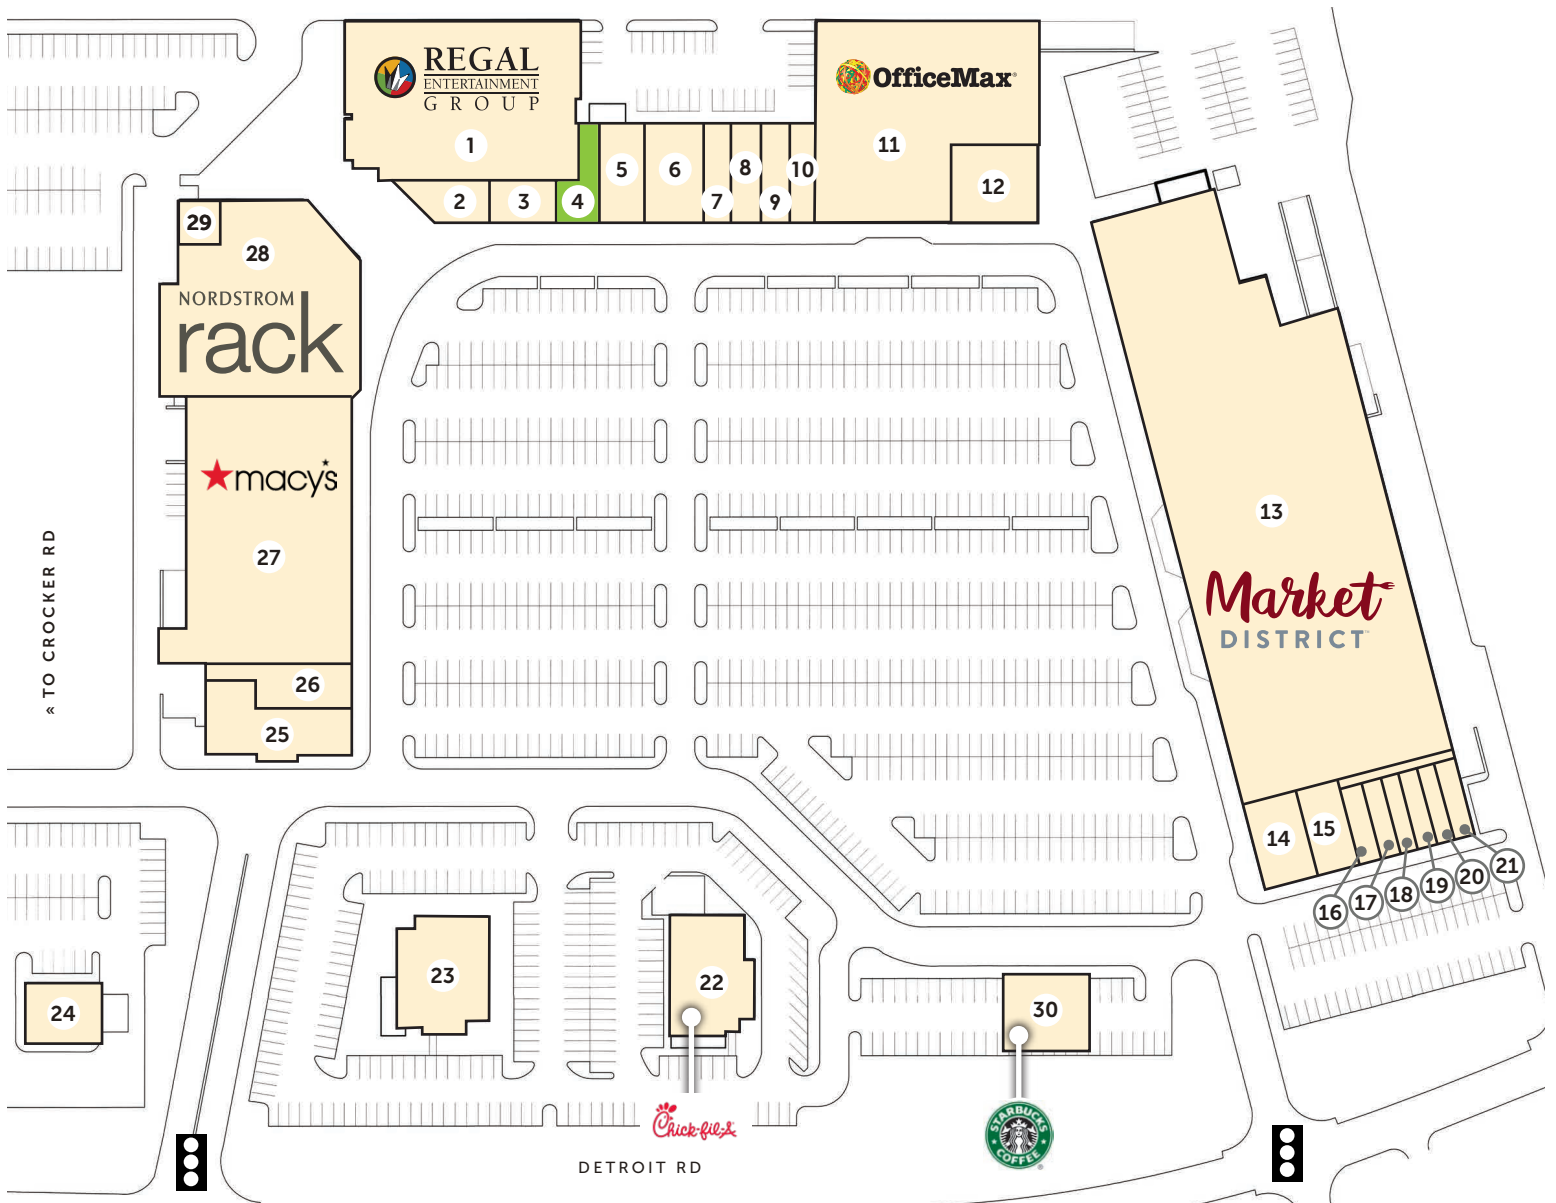 REGAL
ENTERTAINMENT
GROUP
OfficeMax
1
5
6
7
8
9
10
11
12
2
3
4
29
28
NORDSTROM
rack
macy's
27
26
25
« TO CROCKER RD
13
Market
DISTRICT
14
15
16
17
18
19
20
21
24
23
22
30
Chick-fil-A
STARBUCKS
COFFEE
DETROIT RD